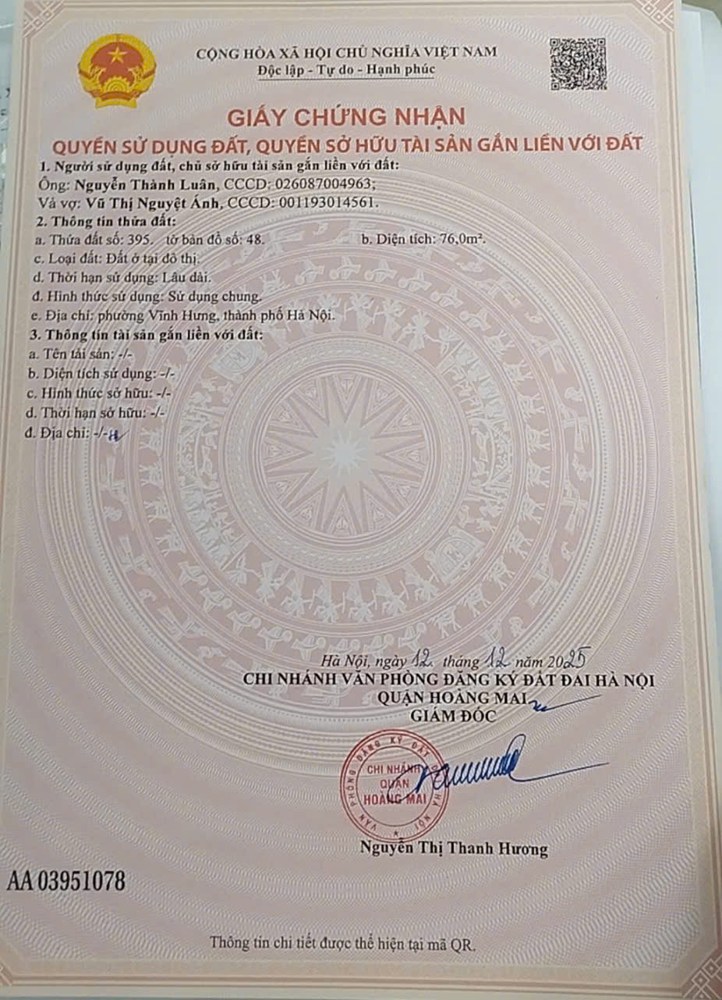 CỘNG HÒA XÃ HỘI CHỦ NGHĨA VIỆT NAM
Độc lập - Tự do - Hạnh phúc
GIẤY CHỨNG NHẬN
QUYỀN SỬ DỤNG ĐẤT, QUYỀN SỞ HỮU TÀI SẢN GẮN LIỀN VỚI ĐẤT
1. Người sử dụng đất, chủ sở hữu tài sản gắn liền với đất:
Ông: Nguyễn Thành Luân, CCCD: 026087004963;
Và vợ: Vũ Thị Nguyệt Ánh, CCCD: 001193014561.
2. Thông tin thửa đất:
a. Thửa đất số: 395. tờ bản đồ số: 48. b. Diện tích: 76,0m².
c. Loại đất: Đất ở tại đô thị.
d. Thời hạn sử dụng: Lâu dài.
đ. Hình thức sử dụng: Sử dụng chung.
e. Địa chỉ: phường Vĩnh Hưng, thành phố Hà Nội.
3. Thông tin tài sản gắn liền với đất:
a. Tên tài sản: -/-
b. Diện tích sử dụng: -/-
c. Hình thức sở hữu: -/-
d. Thời hạn sở hữu: -/-
đ. Địa chỉ: -/-
Hà Nội, ngày 12 tháng 12 năm 2025
CHI NHÁNH VĂN PHÒNG ĐĂNG KÝ ĐẤT ĐAI HÀ NỘI
QUẬN HOÀNG MAI
GIÁM ĐỐC
VĂN PHÒNG ĐĂNG KÝ ĐẤT ĐAI HÀ NỘI
CHI NHÁNH
QUẬN
HOÀNG MAI
Nguyễn Thị Thanh Hương
AA 03951078
Thông tin chi tiết được thể hiện tại mã QR.